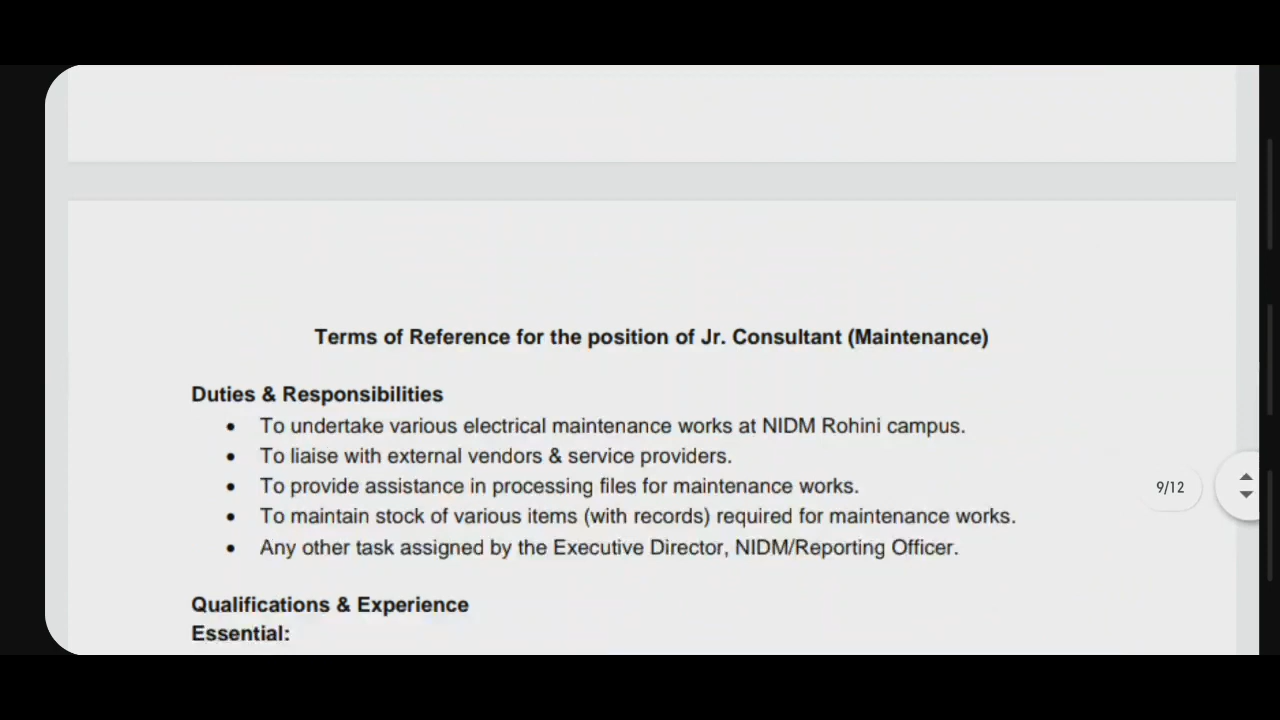 Terms of Reference for the position of Jr. Consultant (Maintenance)
Duties & Responsibilities
• To undertake various electrical maintenance works at NIDM Rohini campus.
• To liaise with external vendors & service providers.
• To provide assistance in processing files for maintenance works.
• To maintain stock of various items (with records) required for maintenance works.
• Any other task assigned by the Executive Director, NIDM/Reporting Officer.
9/12
Qualifications & Experience
Essential: